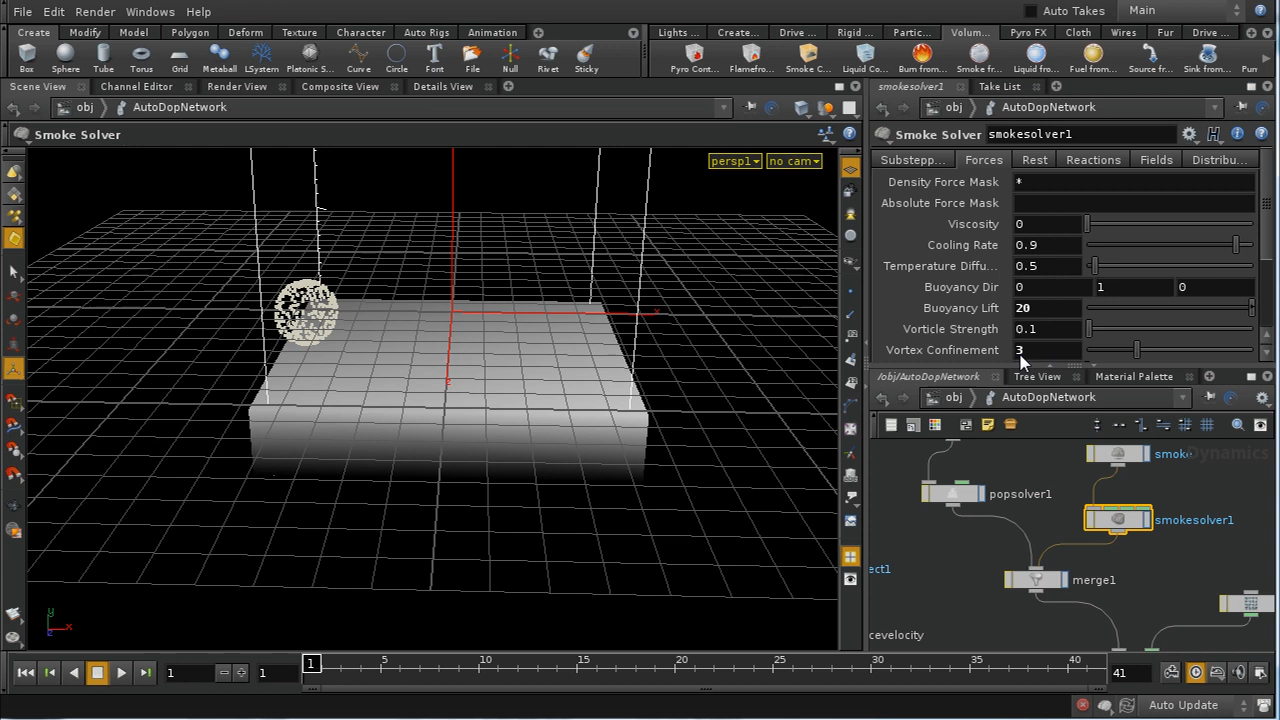 File Edit Render Windows Help Auto Takes Main
Create Modify Model Polygon Deform Texture Character Auto Rigs Animation Lights ... Create... Drive ... Rigid ... Partic... Volum... Pyro FX Cloth Wires Fur Drive ...
Box Sphere Tube Torus Grid Metaball LSystem Platonic S... Curve Circle Font File Null Rivet Sticky Pyro Cont... Flamefro... Smoke C... Liquid Co... Burn from... Smoke fr... Liquid fro... Fuel from... Source fr... Sink from...
Scene View Channel Editor Render View Composite View Details View smokesolver1 Take List
obj AutoDopNetwork obj AutoDopNetwork
Smoke Solver Smoke Solver smokesolver1
persp1 no cam Substepp... Forces Rest Reactions Fields Distribu...
Density Force Mask *
Absolute Force Mask
Viscosity 0
Cooling Rate 0.9
Temperature Diffu... 0.5
Buoyancy Dir 0 1 0
Buoyancy Lift 20
Vorticle Strength 0.1
Vortex Confinement 3
/obj/AutoDopNetwork Tree View Material Palette
obj AutoDopNetwork
smoke Dynamics
popsolver1
smokesolver1
ect1
merge1
cevelocity
x
z
y
x
z
1 1 1 5 10 15 20 25 30 35 40 41
Auto Update